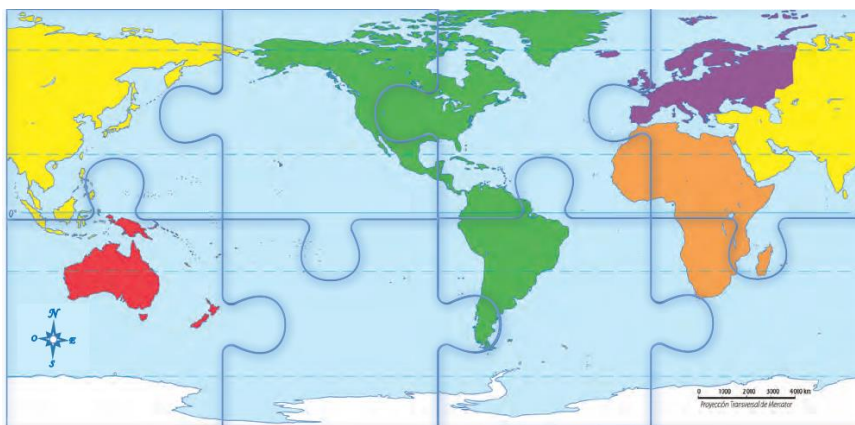 0°
N
O E
S
0 1000 2000 3000 4000 km
Proyección Transversal de Mercator